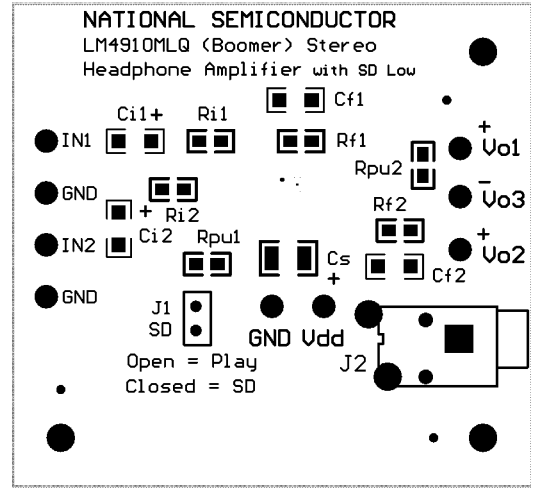 NATIONAL SEMICONDUCTOR
LM4910MLQ (Boomer) Stereo
Headphone Amplifier with SD Low
Cf1
Ci1+
Ri1
Rf1
IN1
+
Vo1
Rpu2
GND
-
Vo3
Ri2
+
Ci2
Rf2
IN2
+
Vo2
Rpu1
Cs
+
Cf2
GND
J1
SD
GND Vdd
J2
Open = Play
Closed = SD